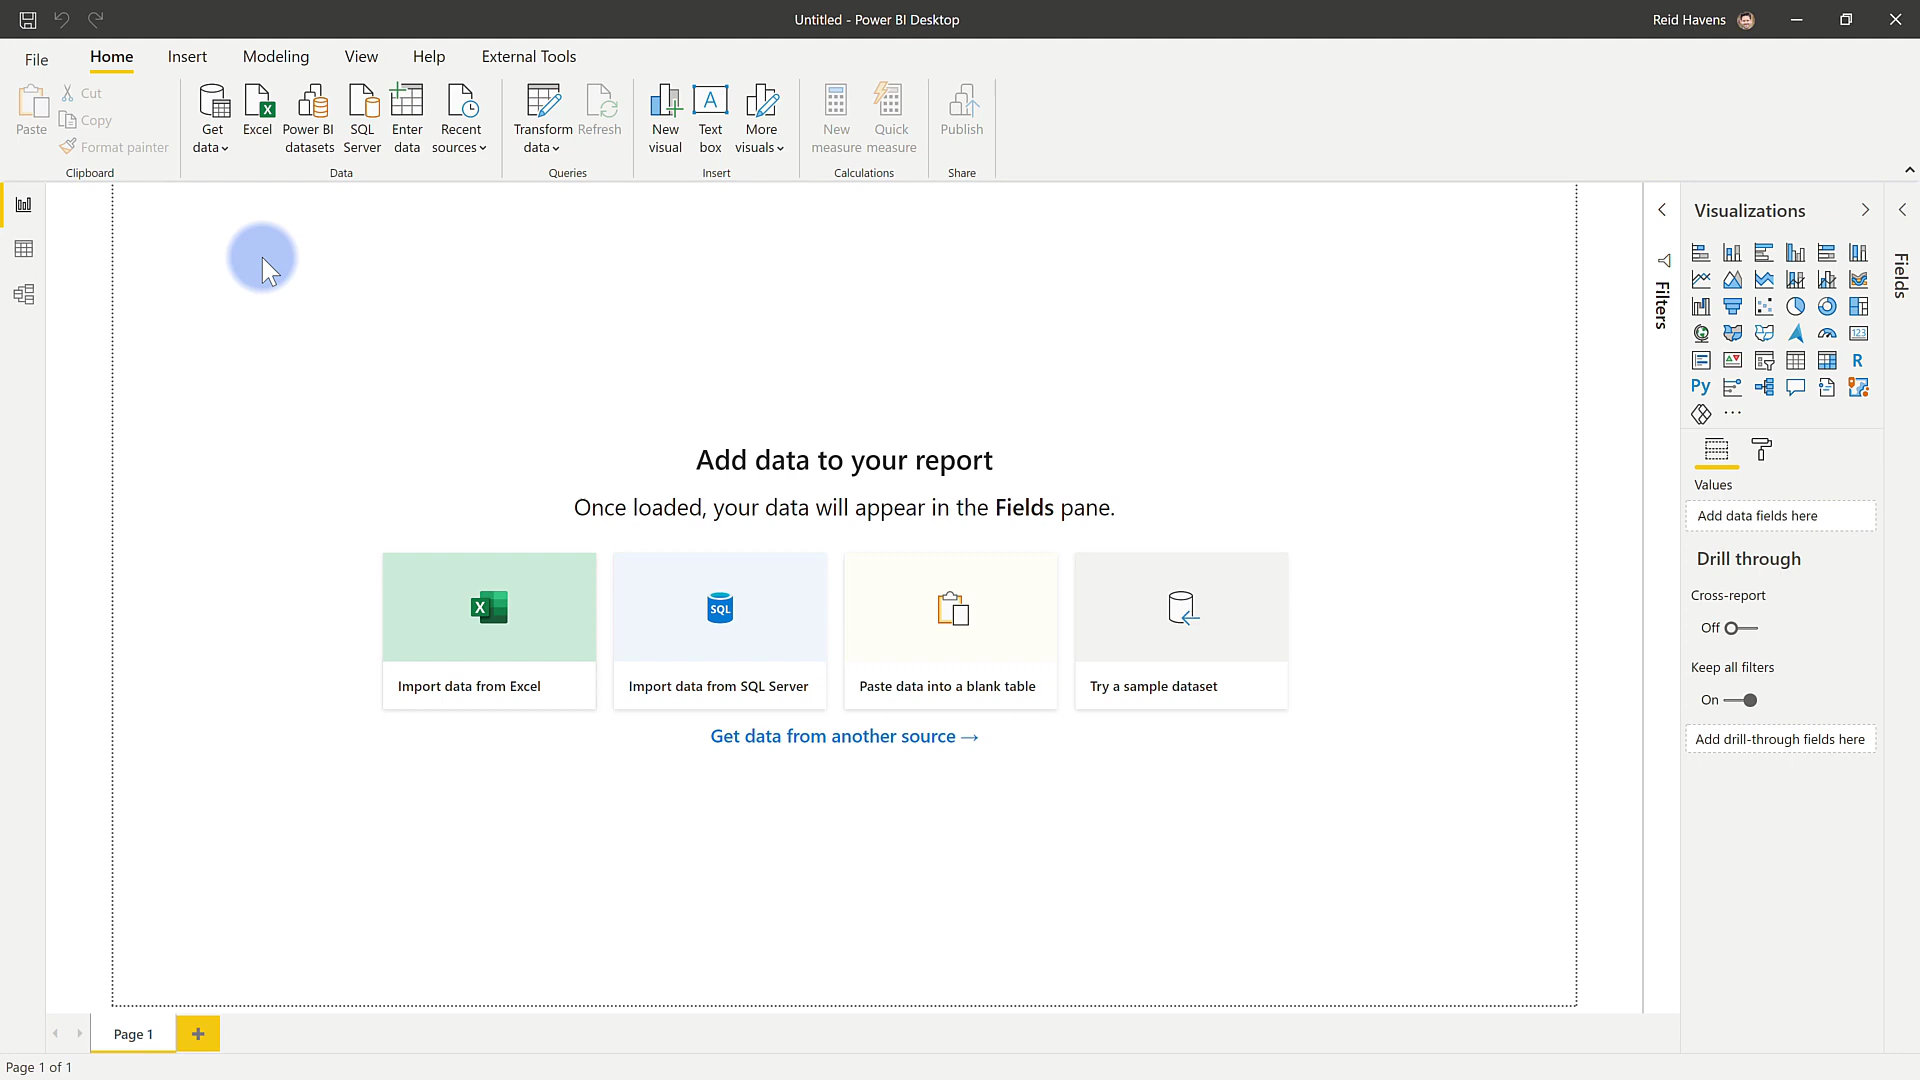 Untitled - Power BI Desktop
Reid Havens
File
Home
Insert
Modeling
View
Help
External Tools
Paste
Cut
Copy
Format painter
Clipboard
Get data
Excel
Power BI datasets
SQL Server
Enter data
Recent sources
Data
Transform data
Refresh
Queries
New visual
A
Text box
More visuals
Insert
New measure
Quick measure
Calculations
Publish
Share
Filters
Visualizations
123
R
Py
Values
Add data fields here
Drill through
Cross-report
Off
Keep all filters
On
Add drill-through fields here
Fields
Add data to your report
Once loaded, your data will appear in the Fields pane.
X
SQL
Import data from Excel
Import data from SQL Server
Paste data into a blank table
Try a sample dataset
Get data from another source →
Page 1
Page 1 of 1